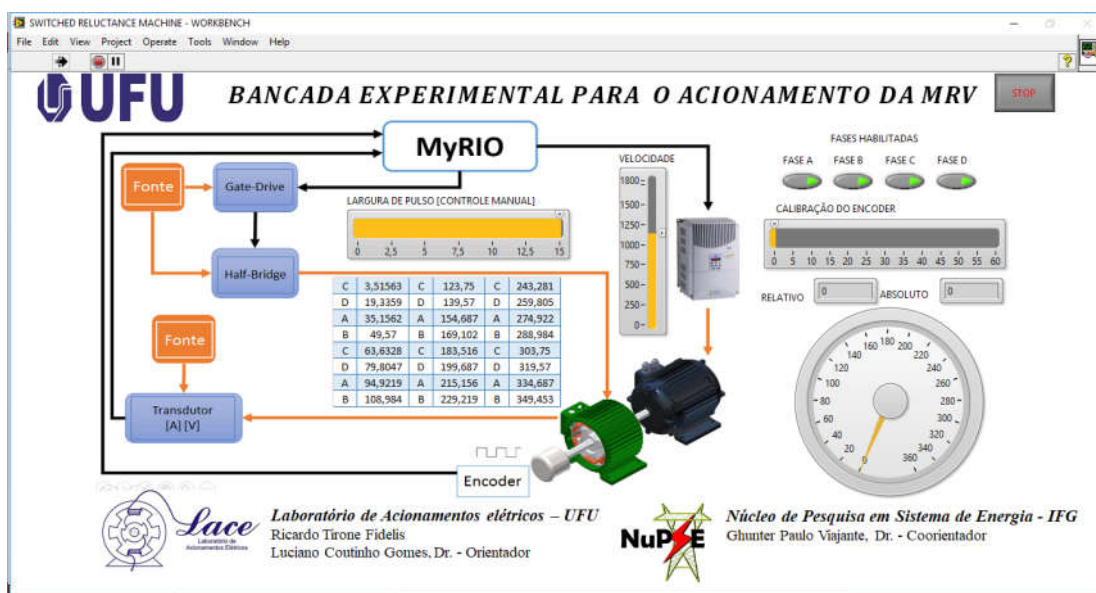 SWITCHED RELUCTANCE MACHINE - WORKBENCH
File Edit View Project Operate Tools Window Help
UFU
BANCADA EXPERIMENTAL PARA O ACIONAMENTO DA MRV
STOP
MyRIO
Fonte
Gate-Drive
Half-Bridge
LARGURA DE PULSO [CONTROLE MANUAL]
0 2,5 5 7,5 10 12,5 15
VELOCIDADE
1800
1500
1250
1000
750
500
250
0
FASES HABILITADAS
FASE A FASE B FASE C FASE D
CALIBRAÇÃO DO ENCODER
0 5 10 15 20 25 30 35 40 45 50 55 60
RELATIVO 0 ABSOLUTO 0
C 3,51563 C 123,75 C 243,281
D 19,3359 D 139,57 D 259,805
A 35,1562 A 154,687 A 274,922
B 49,57 B 169,102 B 288,984
C 63,6328 C 183,516 C 303,75
D 79,8047 D 199,687 D 319,57
A 94,9219 A 215,156 A 334,687
B 108,984 B 229,219 B 349,453
Fonte
Transdutor
[A] [V]
Encoder
0 20 40 60 80 100 120 140 160 180 200 220 240 260 280 300 320 340 360
Lace
Laboratório de
Acionamentos Elétricos
Laboratório de Acionamentos elétricos – UFU
Ricardo Tirone Fidelis
Luciano Coutinho Gomes, Dr. - Orientador
NuPSE
Núcleo de Pesquisa em Sistema de Energia - IFG
Ghunter Paulo Viajante, Dr. - Coorientador